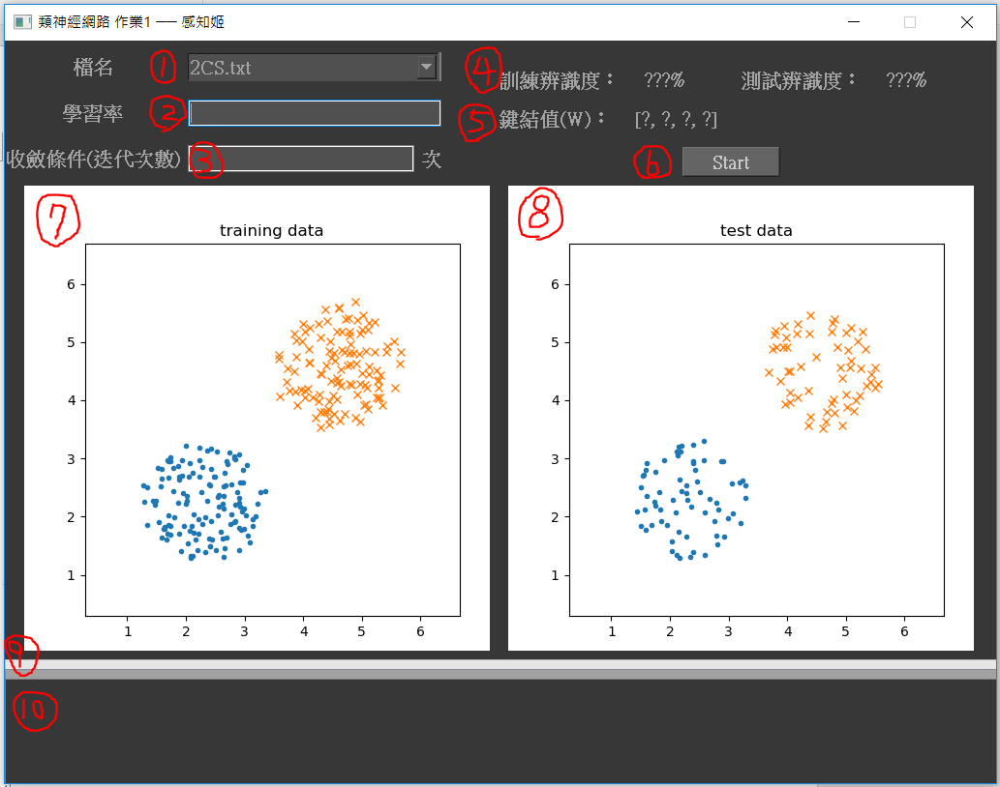 類神經網路 作業1 ── 感知姬
檔名 ① 2CS.txt
④ 訓練辨識度： ???% 測試辨識度： ???%
學習率 ②
⑤ 鍵結值(W)： [?, ?, ?, ?]
收斂條件(迭代次數) ③ 次
⑥ Start
⑦ training data
6
5
4
3
2
1
1 2 3 4 5 6
⑧ test data
6
5
4
3
2
1
1 2 3 4 5 6
⑨
⑩